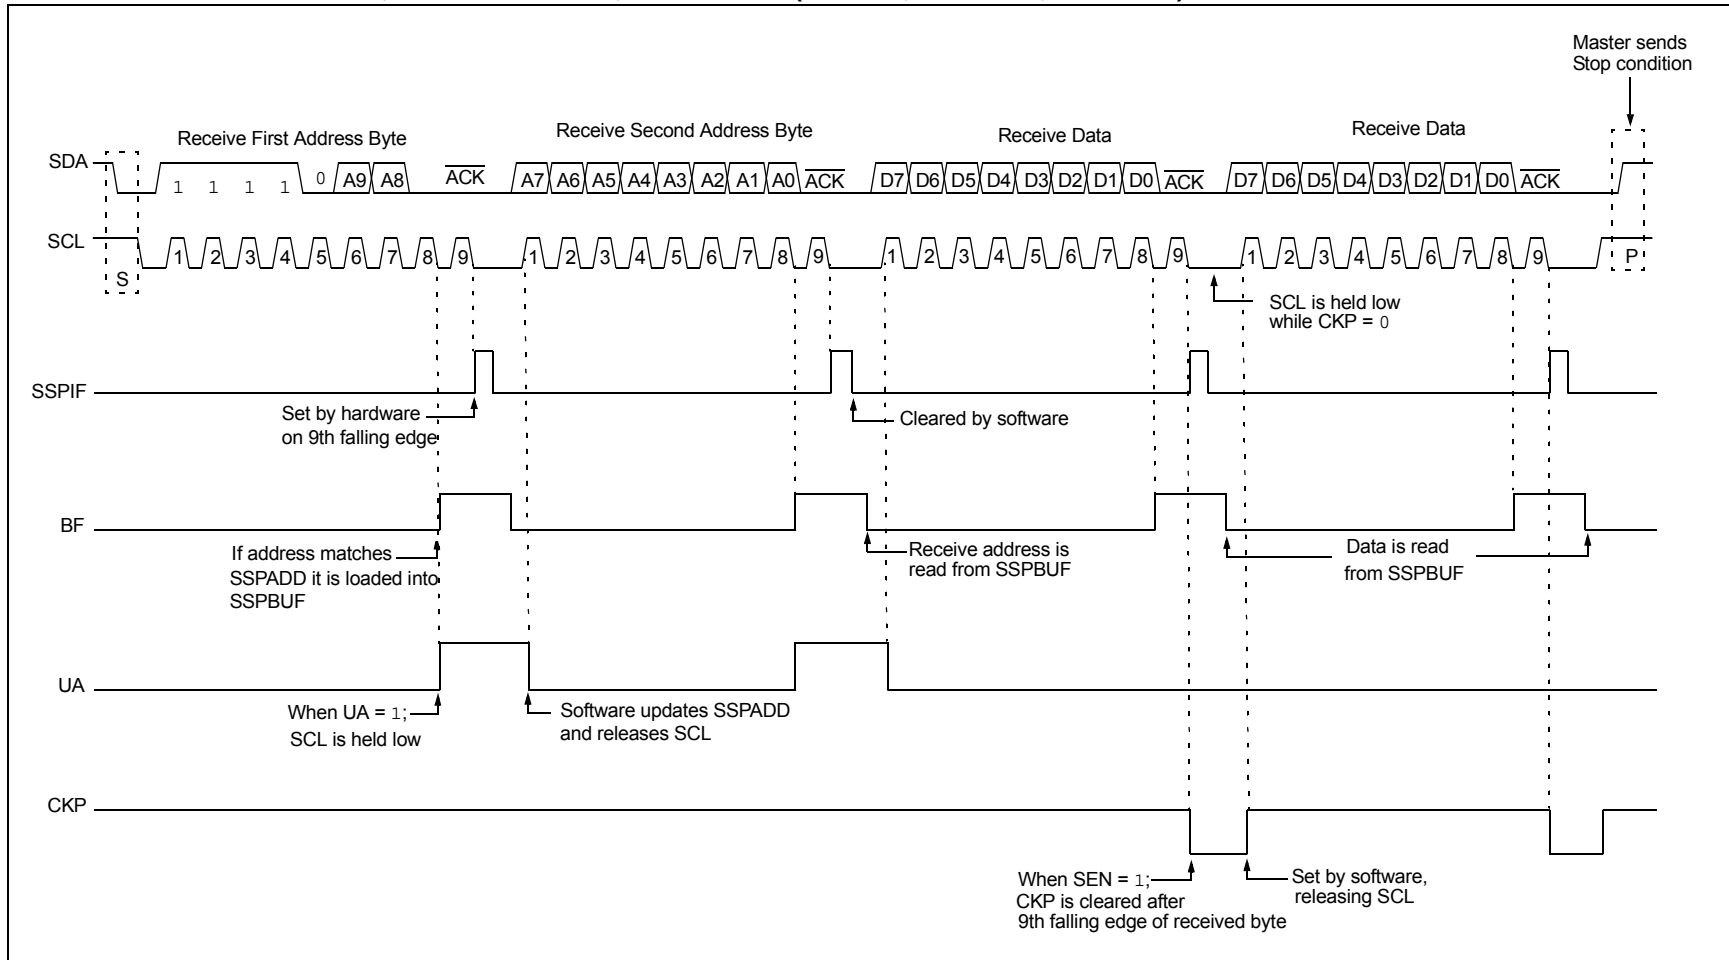 Master sends
Stop condition
Receive First Address Byte
Receive Second Address Byte
Receive Data
Receive Data
SDA
1 1 1 1 0 A9 A8 ACK A7 A6 A5 A4 A3 A2 A1 A0 ACK D7 D6 D5 D4 D3 D2 D1 D0 ACK D7 D6 D5 D4 D3 D2 D1 D0 ACK
SCL
S 1 2 3 4 5 6 7 8 9 1 2 3 4 5 6 7 8 9 1 2 3 4 5 6 7 8 9 1 2 3 4 5 6 7 8 9 P
SCL is held low
while CKP = 0
SSPIF
Set by hardware
on 9th falling edge
Cleared by software
BF
If address matches
SSPADD it is loaded into
SSPBUF
Receive address is
read from SSPBUF
Data is read
from SSPBUF
UA
When UA = 1;
SCL is held low
Software updates SSPADD
and releases SCL
CKP
When SEN = 1;
CKP is cleared after
9th falling edge of received byte
Set by software,
releasing SCL